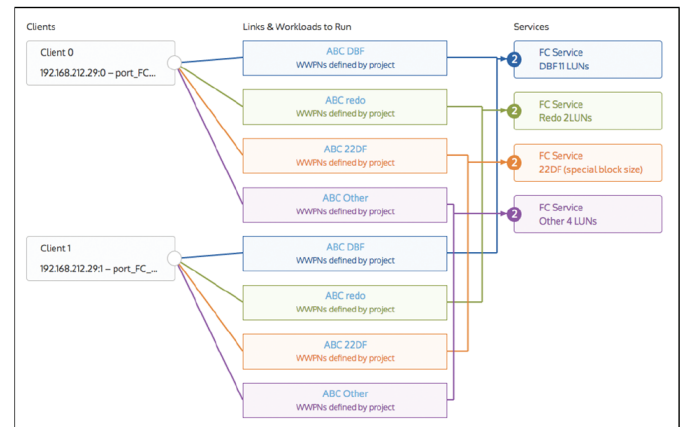 Clients
Links & Workloads to Run
Services
Client 0
192.168.212.29:0 – port_FC...
ABC DBF
WWPNs defined by project
2
FC Service
DBF11 LUNs
ABC redo
WWPNs defined by project
2
FC Service
Redo 2LUNs
ABC 22DF
WWPNs defined by project
2
FC Service
22DF (special block size)
ABC Other
WWPNs defined by project
2
FC Service
Other 4 LUNs
Client 1
192.168.212.29:1 – port_FC_...
ABC DBF
WWPNs defined by project
ABC redo
WWPNs defined by project
ABC 22DF
WWPNs defined by project
ABC Other
WWPNs defined by project